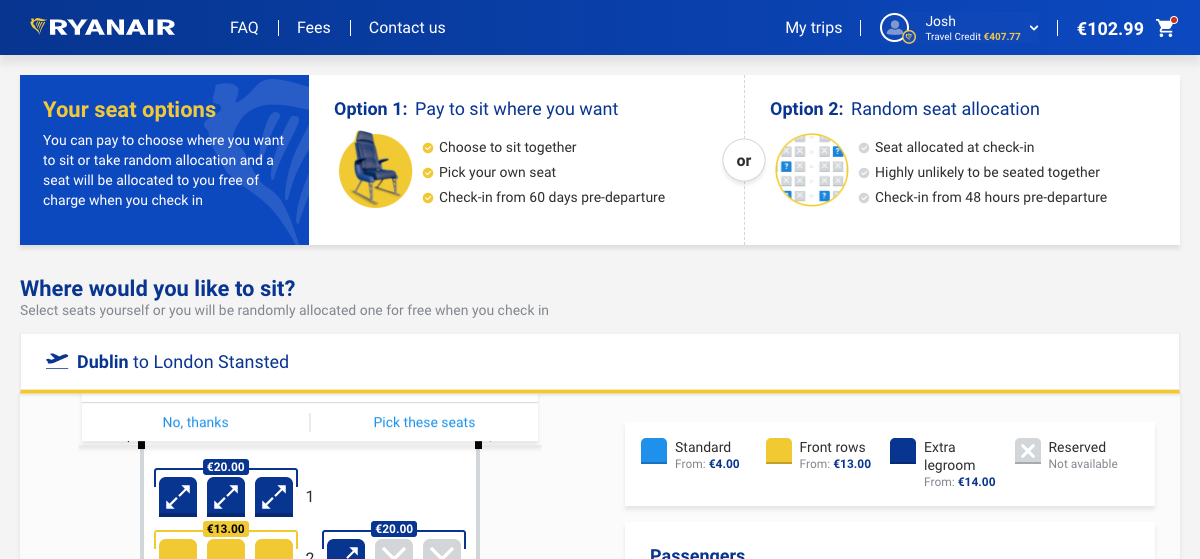 RYANAIR
FAQ
Fees
Contact us
My trips
Josh
Travel Credit €407.77
€102.99
Your seat options
You can pay to choose where you want
to sit or take random allocation and a
seat will be allocated to you free of
charge when you check in
Option 1: Pay to sit where you want
Choose to sit together
Pick your own seat
Check-in from 60 days pre-departure
or
Option 2: Random seat allocation
? ? ?
Seat allocated at check-in
Highly unlikely to be seated together
Check-in from 48 hours pre-departure
Where would you like to sit?
Select seats yourself or you will be randomly allocated one for free when you check in
Dublin to London Stansted
No, thanks
Pick these seats
€20.00
1
€13.00
2
€20.00
Standard
From: €4.00
Front rows
From: €13.00
Extra
legroom
From: €14.00
Reserved
Not available
Passengers